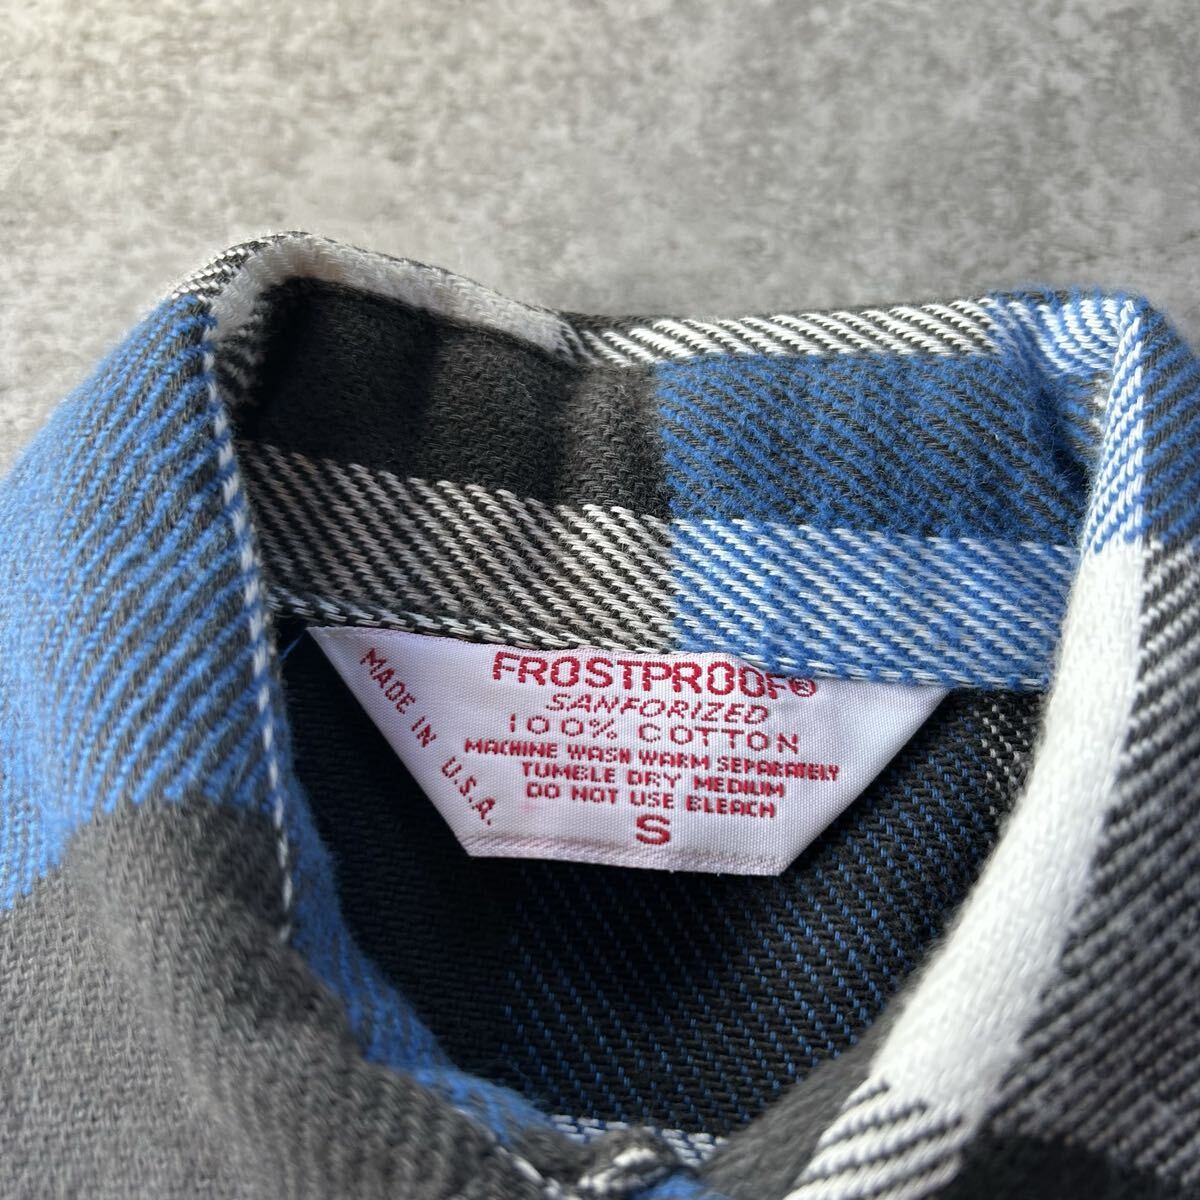 FROSTPROOF®
SANFORIZED
100% COTTON
MACHINE WASH WARM SEPARATELY
TUMBLE DRY MEDIUM
DO NOT USE BLEACH
S
MADE IN U.S.A.